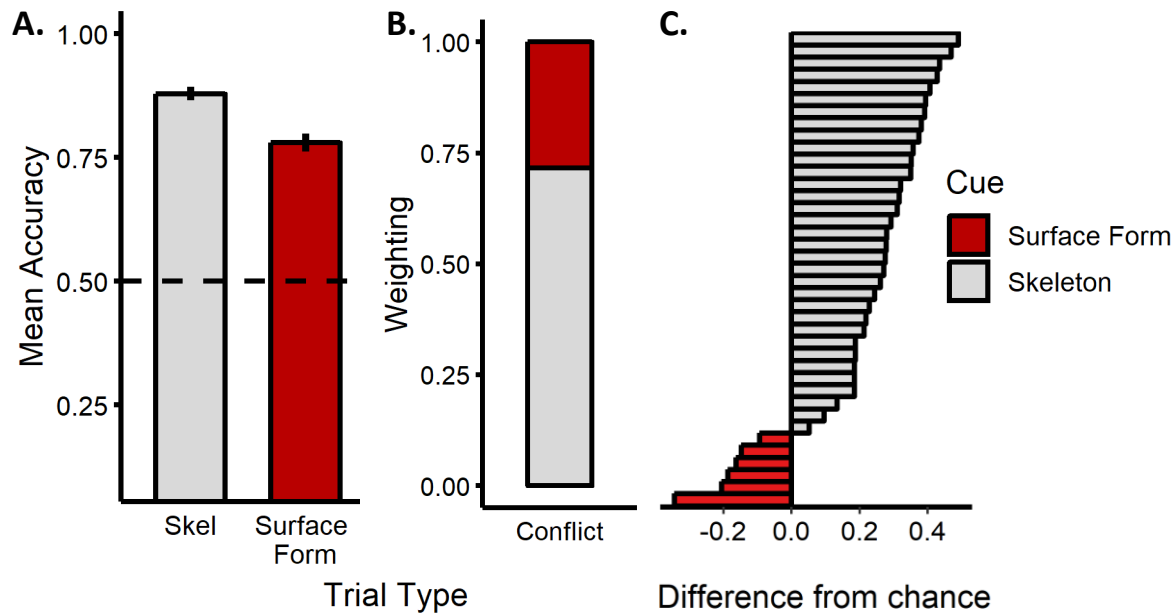 A.
Mean Accuracy
1.00
0.75
0.50
0.25
Skel
Surface
Form
B.
Weighting
1.00
0.75
0.50
0.25
0.00
Conflict
Trial Type
C.
-0.2
0.0
0.2
0.4
Difference from chance
Cue
Surface Form
Skeleton